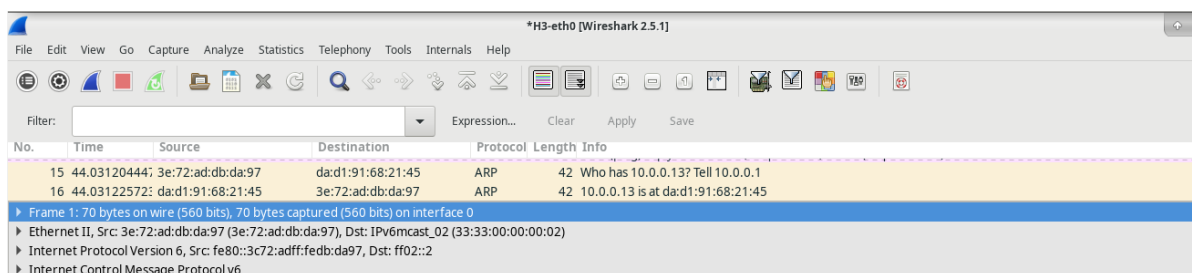 *H3-eth0 [Wireshark 2.5.1]
File Edit View Go Capture Analyze Statistics Telephony Tools Internals Help
Filter: Expression... Clear Apply Save
No. Time Source Destination Protocol Length Info
15 44.031204447 3e:72:ad:db:da:97 da:d1:91:68:21:45 ARP 42 Who has 10.0.0.13? Tell 10.0.0.1
16 44.031225723 da:d1:91:68:21:45 3e:72:ad:db:da:97 ARP 42 10.0.0.13 is at da:d1:91:68:21:45
Frame 1: 70 bytes on wire (560 bits), 70 bytes captured (560 bits) on interface 0
Ethernet II, Src: 3e:72:ad:db:da:97 (3e:72:ad:db:da:97), Dst: IPv6mcast_02 (33:33:00:00:00:02)
Internet Protocol Version 6, Src: fe80::3c72:adff:fedb:da97, Dst: ff02::2
Internet Control Message Protocol v6